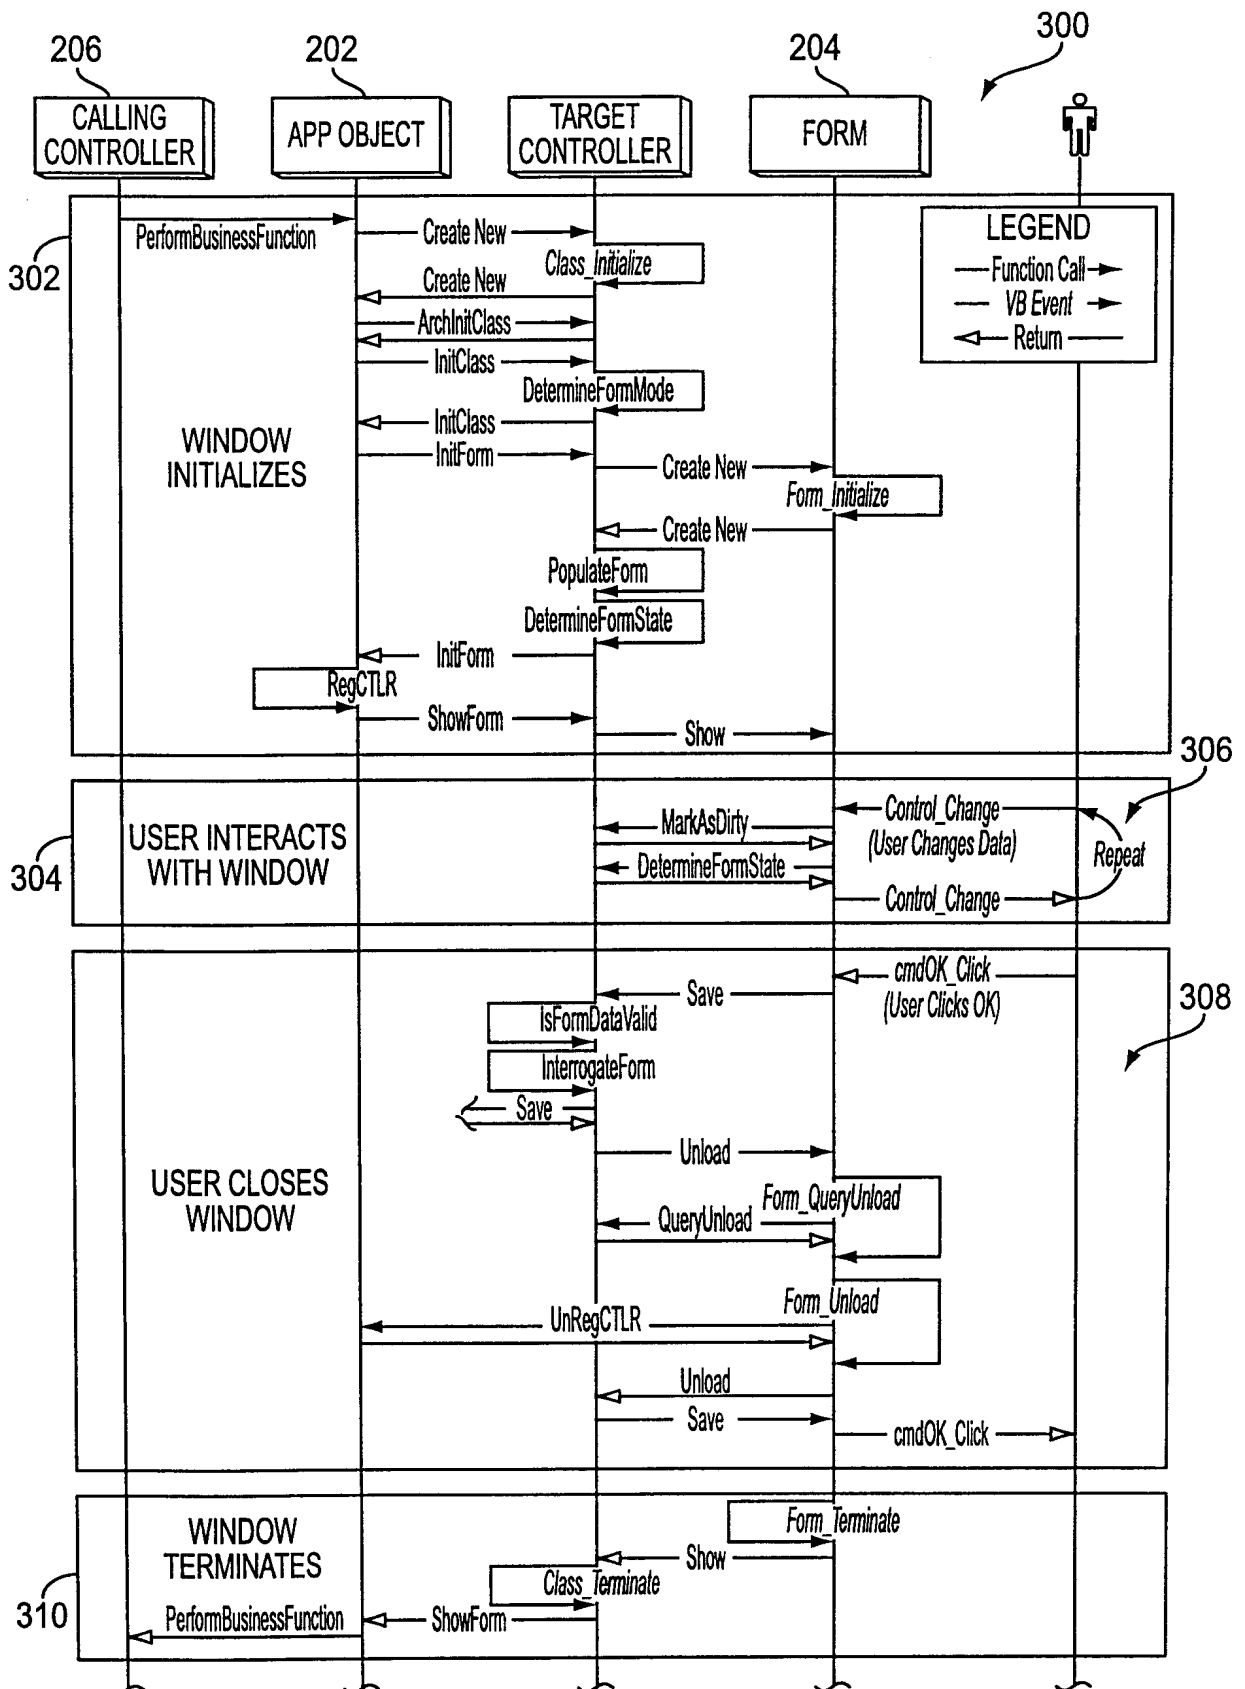 300
206
202
204
CALLING
CONTROLLER
APP OBJECT
TARGET
CONTROLLER
FORM
302
PerformBusinessFunction
Create New
LEGEND
Function Call
VB Event
Return
Class_Initialize
Create New
ArchInitClass
InitClass
DetermineFormMode
InitClass
WINDOW
INITIALIZES
InitForm
Create New
Form_Initialize
Create New
PopulateForm
DetermineFormState
InitForm
RegCTLR
ShowForm
Show
306
304
USER INTERACTS
WITH WINDOW
Control_Change
(User Changes Data)
MarkAsDirty
Repeat
DetermineFormState
Control_Change
cmdOK_Click
(User Clicks OK)
308
Save
IsFormDataValid
InterrogateForm
Save
Unload
USER CLOSES
WINDOW
Form_QueryUnload
QueryUnload
Form_Unload
UnRegCTLR
Unload
Save
cmdOK_Click
WINDOW
TERMINATES
310
Form_Terminate
Show
Class_Terminate
ShowForm
PerformBusinessFunction